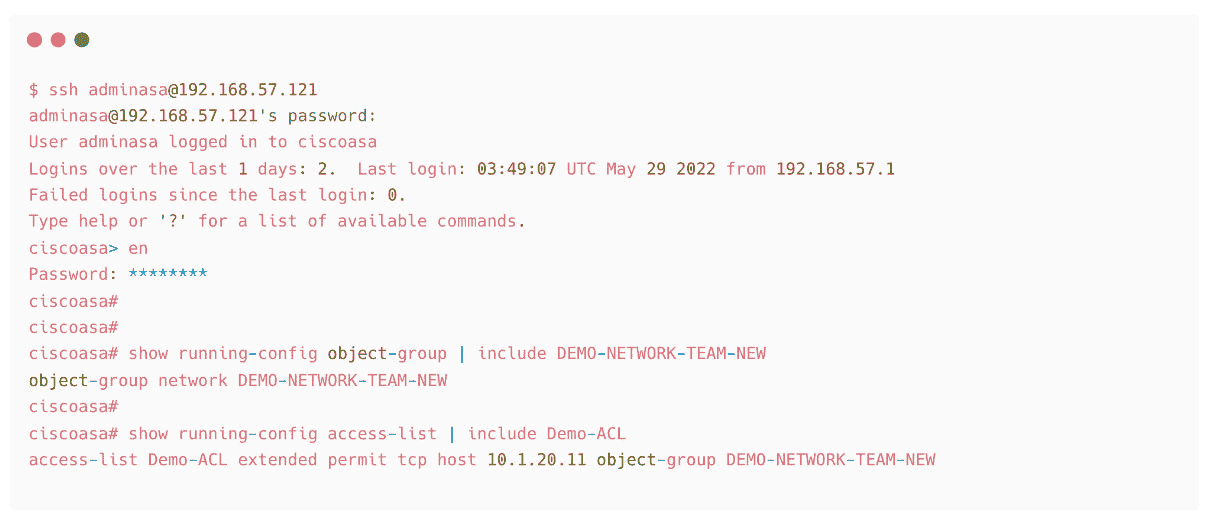 $ ssh adminasa@192.168.57.121
adminasa@192.168.57.121's password:
User adminasa logged in to ciscoasa
Logins over the last 1 days: 2.  Last login: 03:49:07 UTC May 29 2022 from 192.168.57.1
Failed logins since the last login: 0.
Type help or '?' for a list of available commands.
ciscoasa> en
Password: ********
ciscoasa#
ciscoasa#
ciscoasa# show running-config object-group | include DEMO-NETWORK-TEAM-NEW
object-group network DEMO-NETWORK-TEAM-NEW
ciscoasa#
ciscoasa# show running-config access-list | include Demo-ACL
access-list Demo-ACL extended permit tcp host 10.1.20.11 object-group DEMO-NETWORK-TEAM-NEW